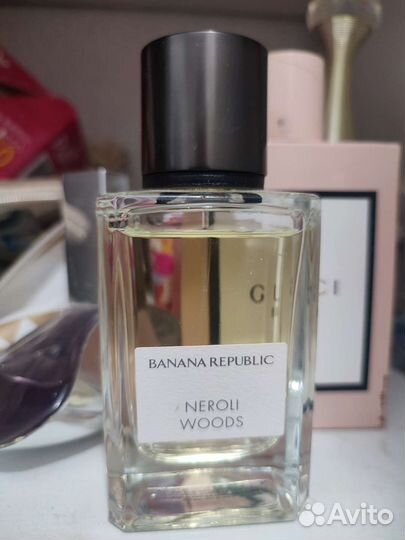 GUCCI
BANANA REPUBLIC
NEROLI
WOODS
Avito